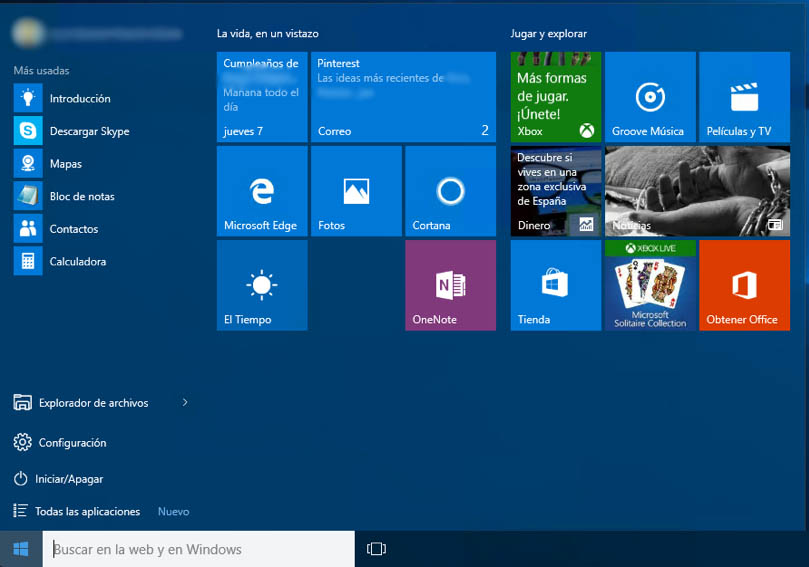 Más usadas
Introducción
Descargar Skype
Mapas
Bloc de notas
Contactos
Calculadora
Explorador de archivos
Configuración
Iniciar/Apagar
Todas las aplicaciones Nuevo
La vida, en un vistazo
Cumpleaños de
Mañana todo el
día
jueves 7
Pinterest
Las ideas más recientes de
Correo 2
Microsoft Edge
Fotos
Cortana
El Tiempo
N
OneNote
Jugar y explorar
Más formas
de jugar.
¡Únete!
Xbox
Groove Música
Películas y TV
Descubre si
vives en una
zona exclusiva
de España
Dinero
Noticias
Tienda
XBOX LIVE
Microsoft
Solitaire Collection
Obtener Office
Buscar en la web y en Windows